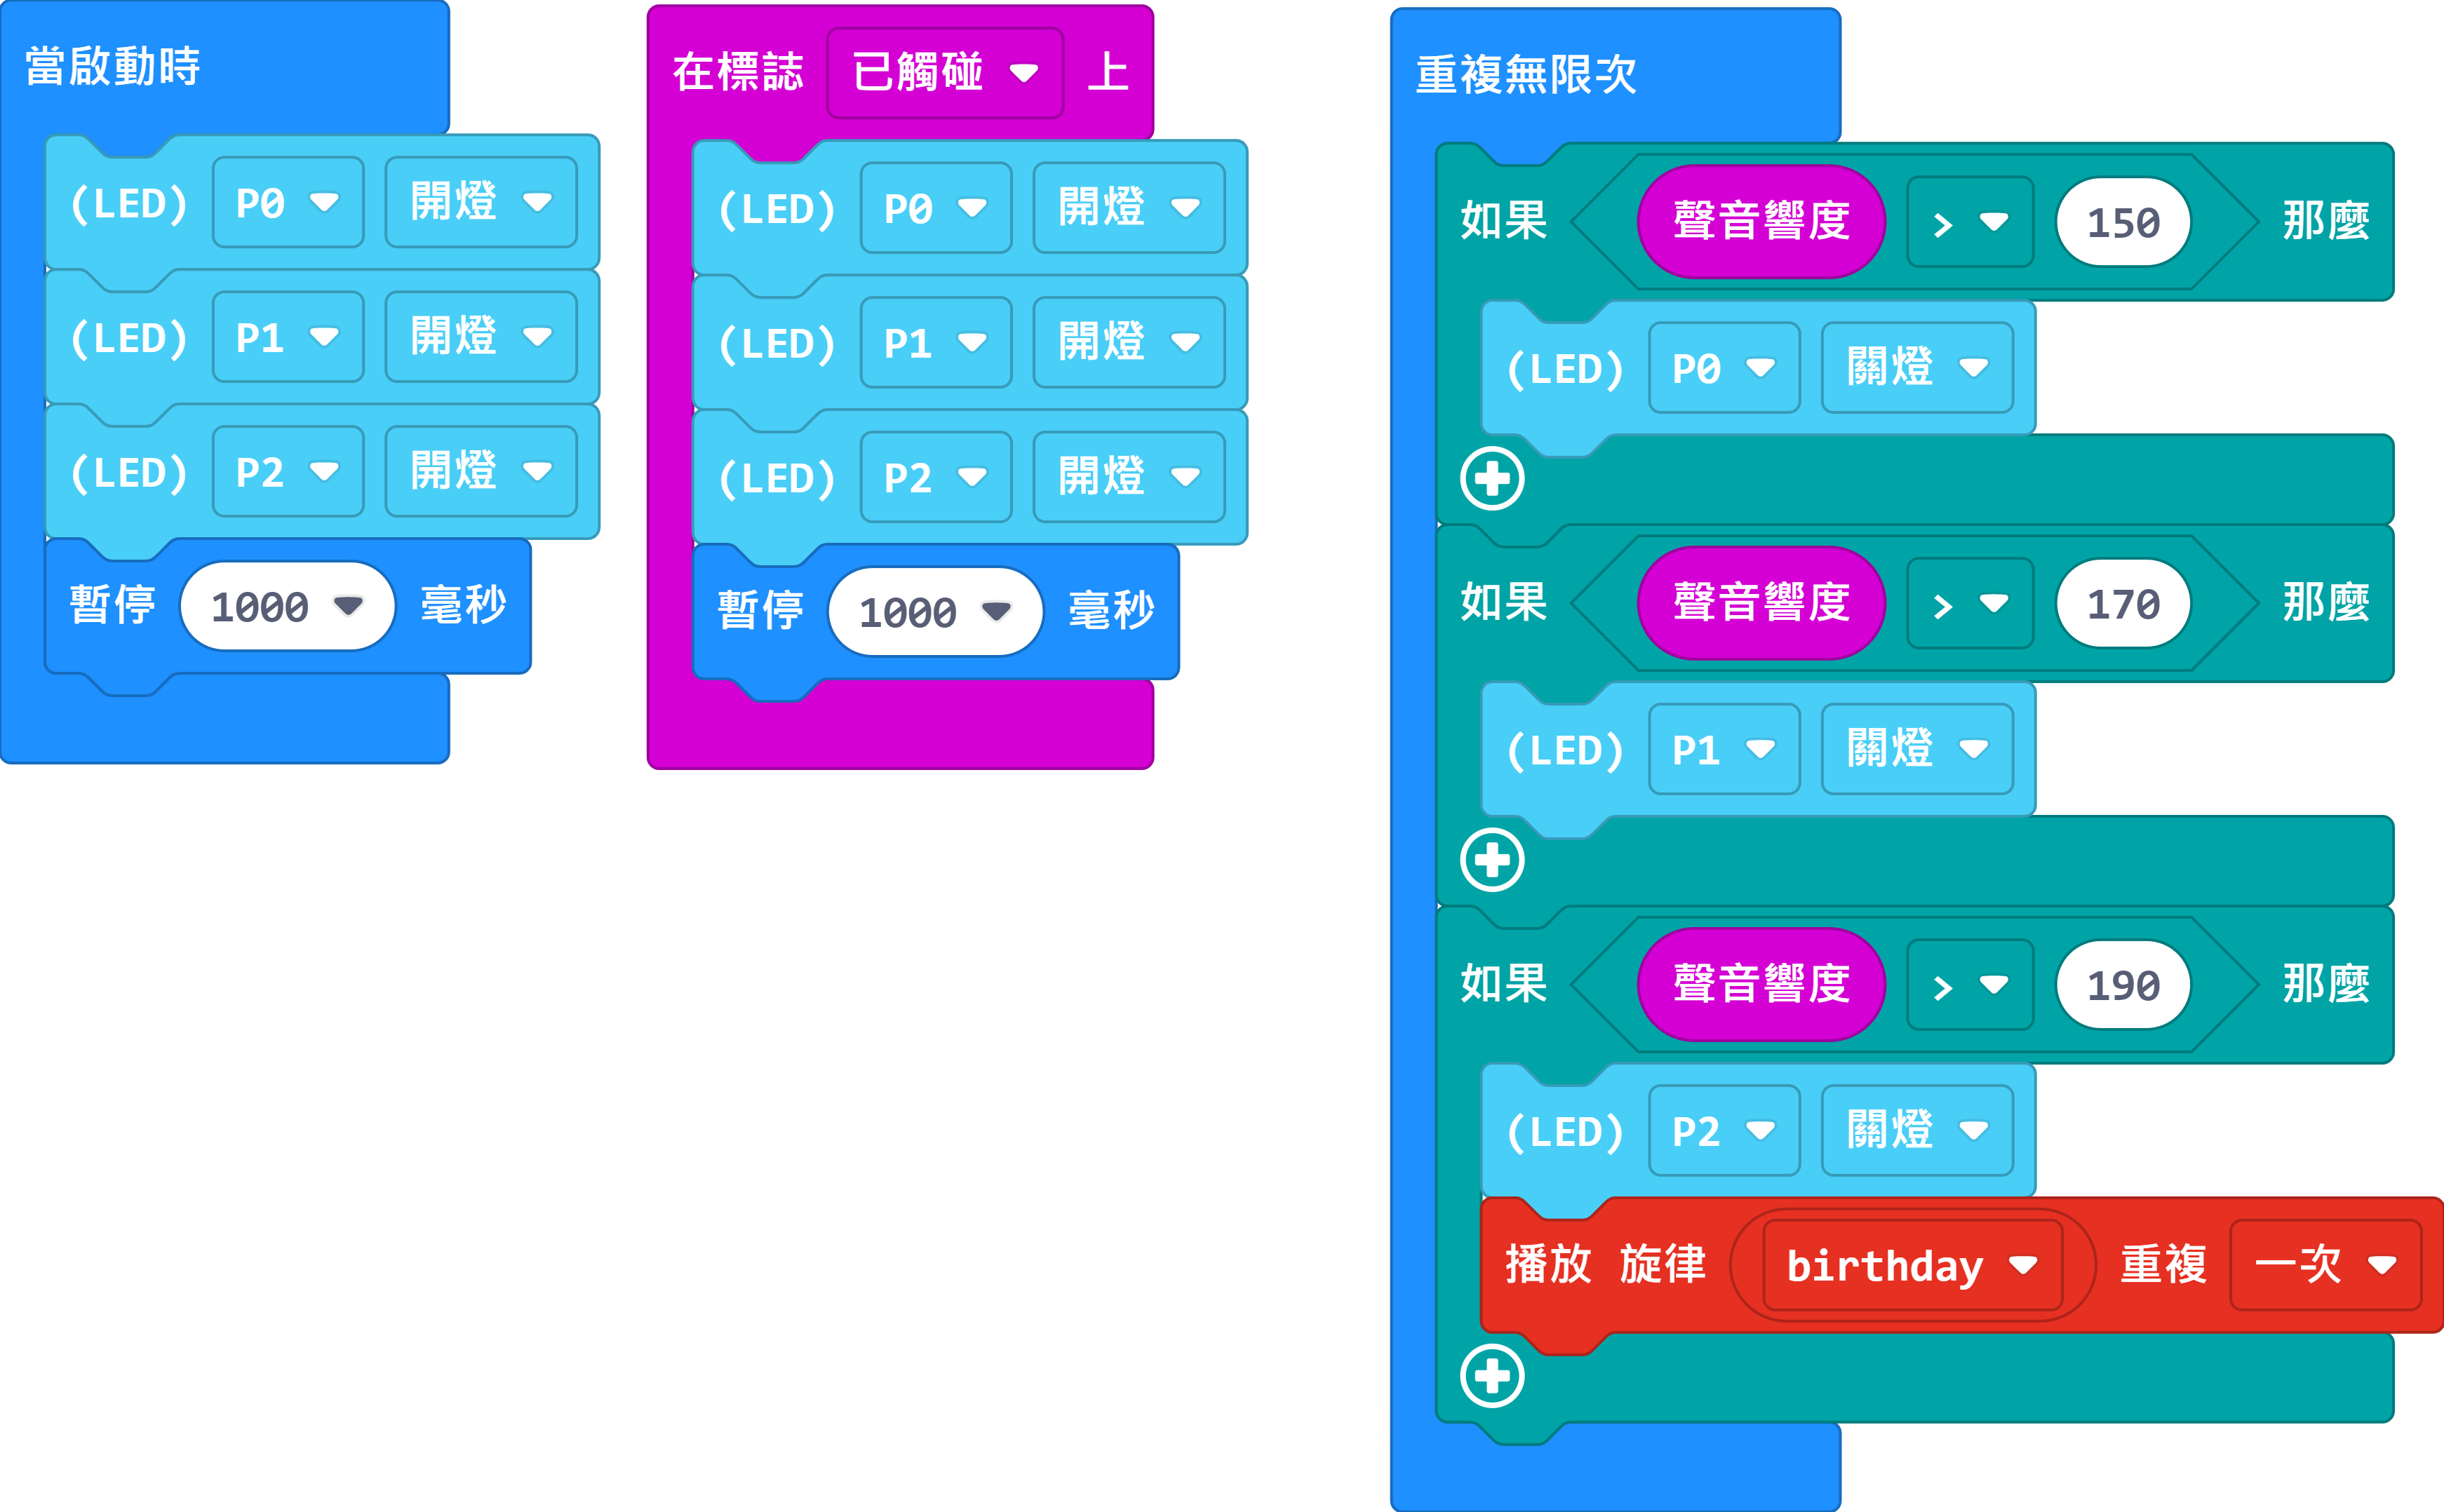 當啟動時
(LED) P0 開燈
(LED) P1 開燈
(LED) P2 開燈
暫停 1000 毫秒
在標誌 已觸碰 上
(LED) P0 開燈
(LED) P1 開燈
(LED) P2 開燈
暫停 1000 毫秒
重複無限次
如果 聲音響度 > 150 那麼
(LED) P0 關燈
如果 聲音響度 > 170 那麼
(LED) P1 關燈
如果 聲音響度 > 190 那麼
(LED) P2 關燈
播放 旋律 birthday 重複 一次